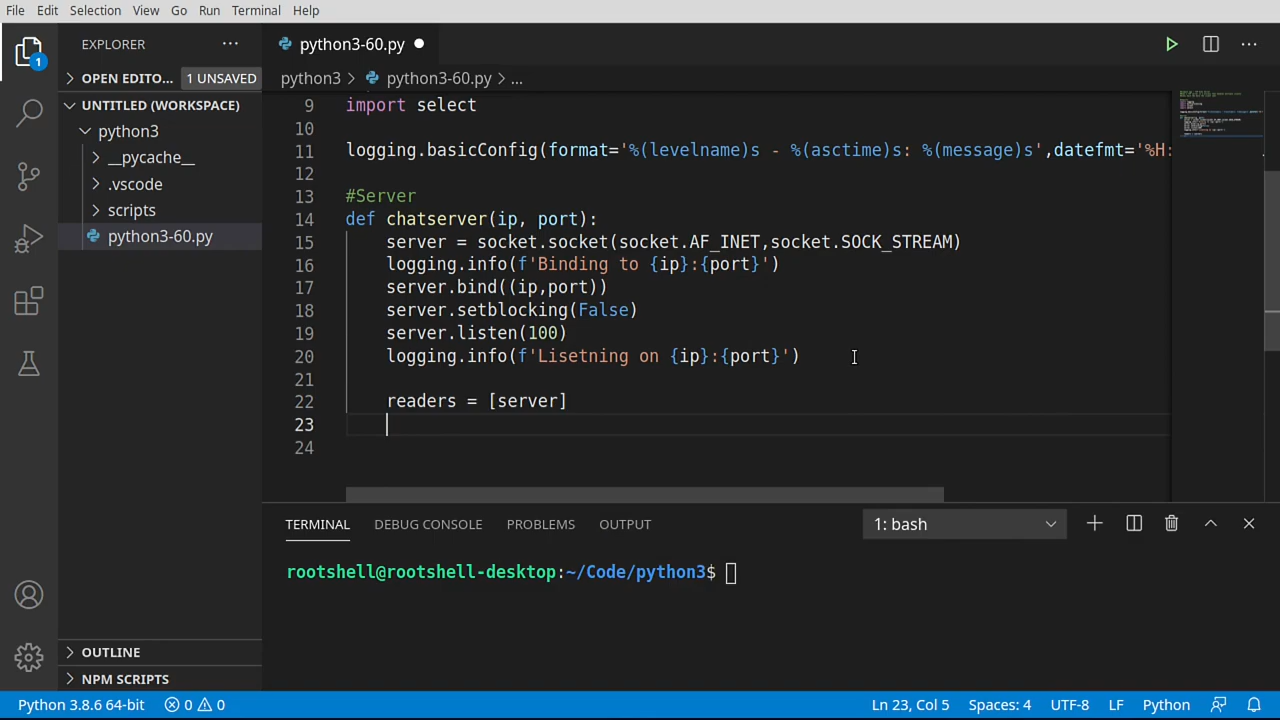 File Edit Selection View Go Run Terminal Help
EXPLORER
python3-60.py
OPEN EDITO... 1 UNSAVED
python3 > python3-60.py > ...
UNTITLED (WORKSPACE)
python3
__pycache__
.vscode
scripts
python3-60.py
9 import select
10
11 logging.basicConfig(format='%(levelname)s - %(asctime)s: %(message)s',datefmt='%H:
12
13 #Server
14 def chatserver(ip, port):
15 server = socket.socket(socket.AF_INET,socket.SOCK_STREAM)
16 logging.info(f'Binding to {ip}:{port}')
17 server.bind((ip,port))
18 server.setblocking(False)
19 server.listen(100)
20 logging.info(f'Lisetning on {ip}:{port}')
21
22 readers = [server]
23
24
TERMINAL DEBUG CONSOLE PROBLEMS OUTPUT 1: bash
rootshell@rootshell-desktop:~/Code/python3$
1
OUTLINE
NPM SCRIPTS
Python 3.8.6 64-bit 0 0 Ln 23, Col 5 Spaces: 4 UTF-8 LF Python